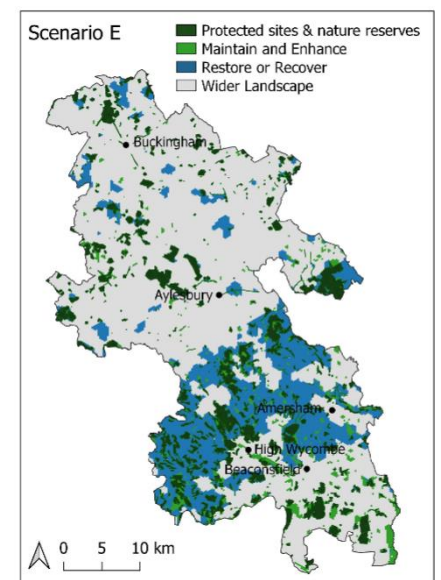 Scenario E
Protected sites & nature reserves
Maintain and Enhance
Restore or Recover
Wider Landscape
Buckingham
Aylesbury
Amersham
High Wycombe
Beaconsfield
0 5 10 km